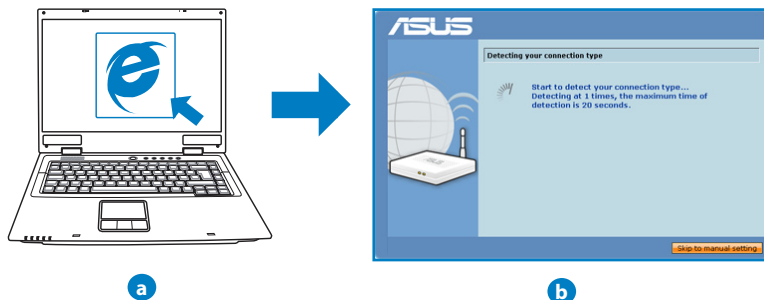 ASUS
Detecting your connection type
Start to detect your connection type...
Detecting at 1 times, the maximum time of
detection is 20 seconds.
Skip to manual setting
a
b